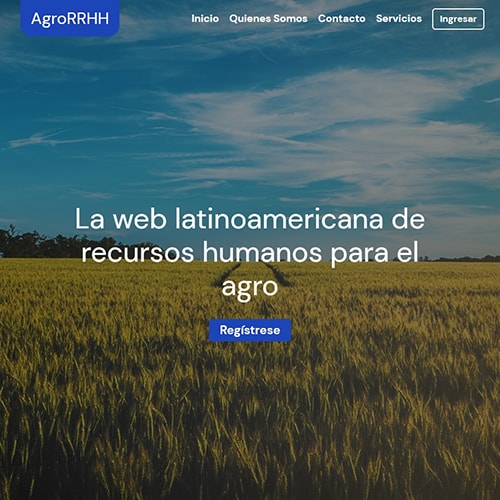 AgroRRHH
Inicio Quienes Somos Contacto Servicios Ingresar
La web latinoamericana de
recursos humanos para el
agro
Regístrese